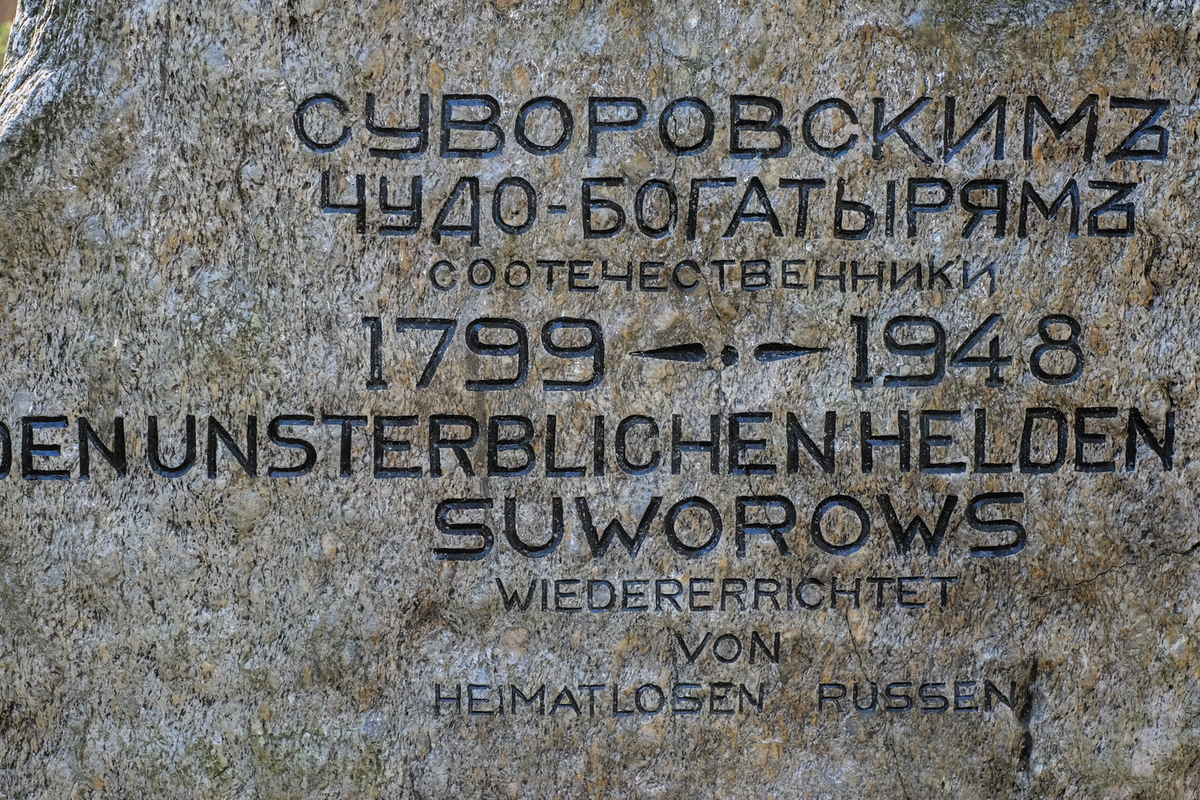 СУВОРОВСКИМЪ
ЧУДО-БОГАТЫРЯМЪ
СООТЕЧЕСТВЕННИКИ
1799 — · — 1948
DEN UNSTERBLICHEN HELDEN
SUWOROWS
WIEDERERRICHTET
VON
HEIMATLOSEN RUSSEN